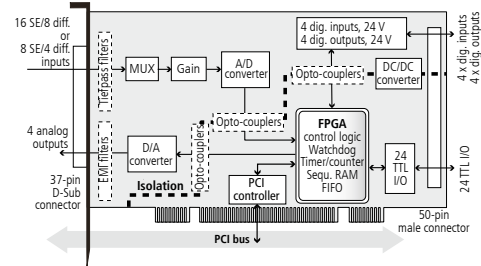 16 SE/8 diff.
or
8 SE/4 diff.
inputs
Tiefpass filters
MUX
Gain
A/D
converter
4 dig. inputs, 24 V
4 dig. outputs, 24 V
Opto-couplers
DC/DC
converter
4 x dig. inputs
4 x dig. outputs
Opto-couplers
4 analog
outputs
EMI filters
D/A
converter
Opto-couplers
Isolation
FPGA
control logic
Watchdog
Timer/counter
Sequ. RAM
FIFO
24
TTL
I/O
24 TTL I/O
PCI
controller
37-pin
D-Sub
connector
50-pin
male connector
PCI bus